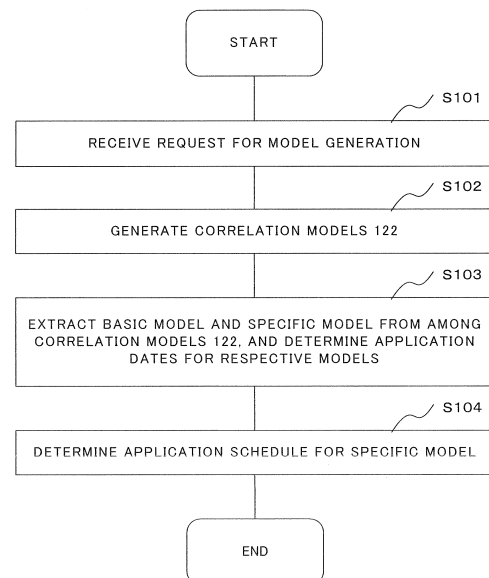 START
S101
RECEIVE REQUEST FOR MODEL GENERATION
S102
GENERATE CORRELATION MODELS 122
S103
EXTRACT BASIC MODEL AND SPECIFIC MODEL FROM AMONG
CORRELATION MODELS 122, AND DETERMINE APPLICATION
DATES FOR RESPECTIVE MODELS
S104
DETERMINE APPLICATION SCHEDULE FOR SPECIFIC MODEL
END